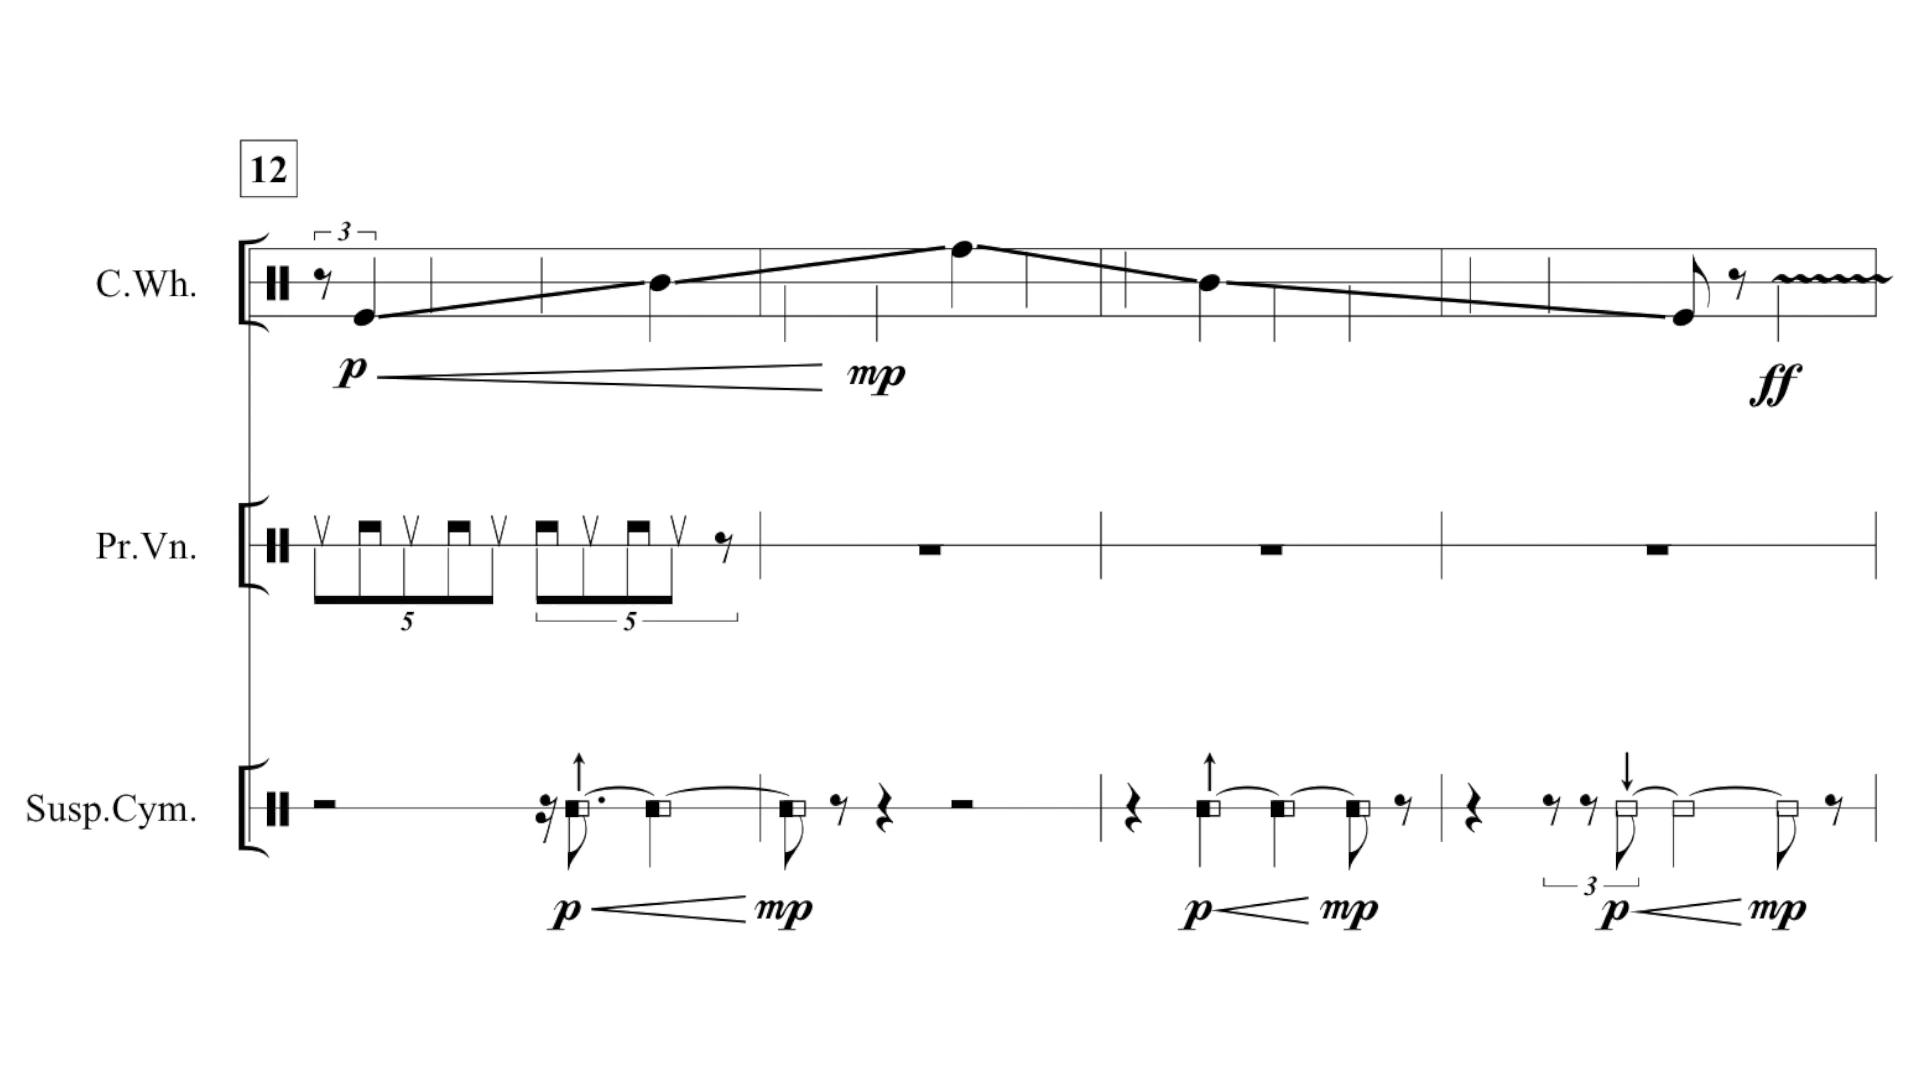 12
3
C.Wh.
p mp ff
Pr.Vn.
5 5
Susp.Cym.
3
p mp p mp p mp